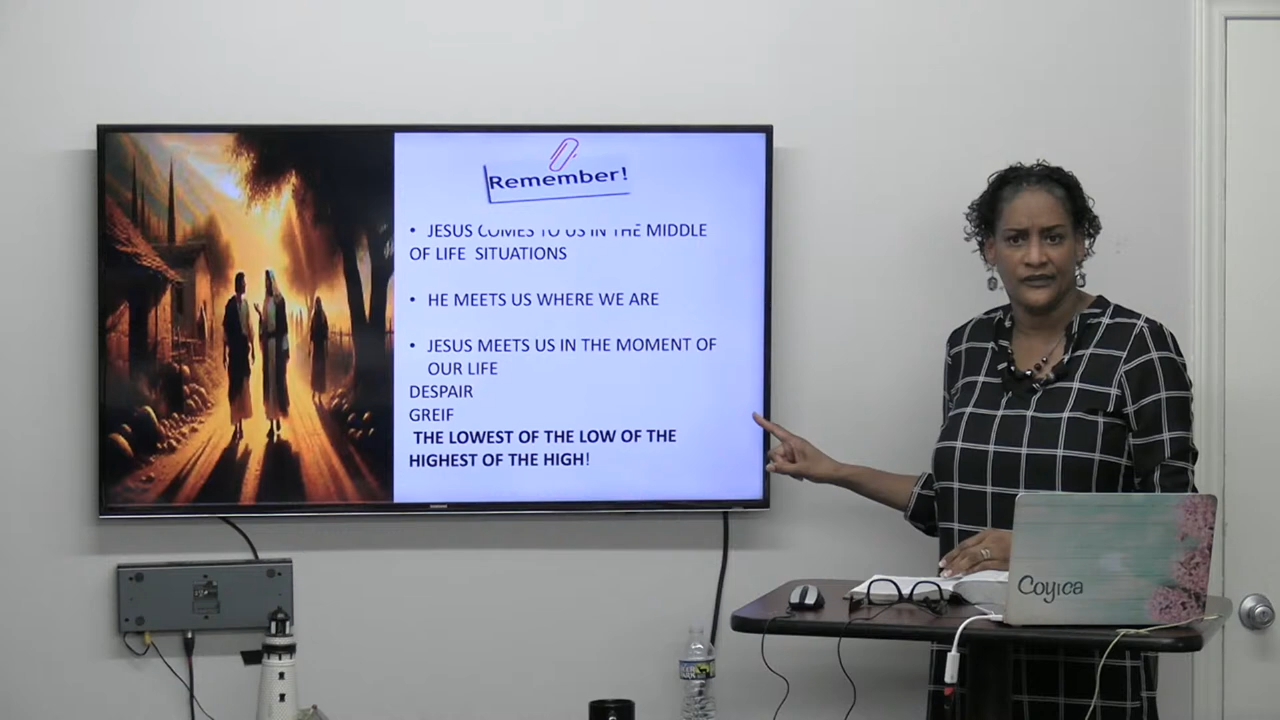 Remember!
• JESUS COMES TO US IN THE MIDDLE
OF LIFE SITUATIONS
• HE MEETS US WHERE WE ARE
• JESUS MEETS US IN THE MOMENT OF
OUR LIFE
DESPAIR
GREIF
THE LOWEST OF THE LOW OF THE
HIGHEST OF THE HIGH!
Coyica